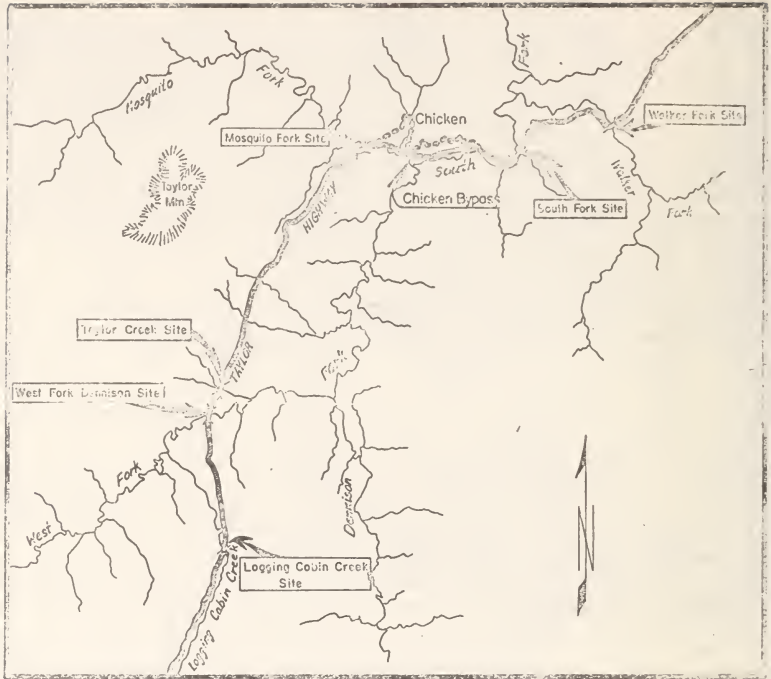 Mosquito
Fork
Fork
Chicken
Walker Fork Site
Mosquito Fork Site
Taylor
Mtn.
South
Walker
HIGHWAY
Chicken Bypass
South Fork Site
Fork
Taylor Creek Site
TAYLOR
Fork
West Fork Dennison Site
Fork
West
Dennison
N
Logging Cabin Creek
Site
Logging Cabin Creek